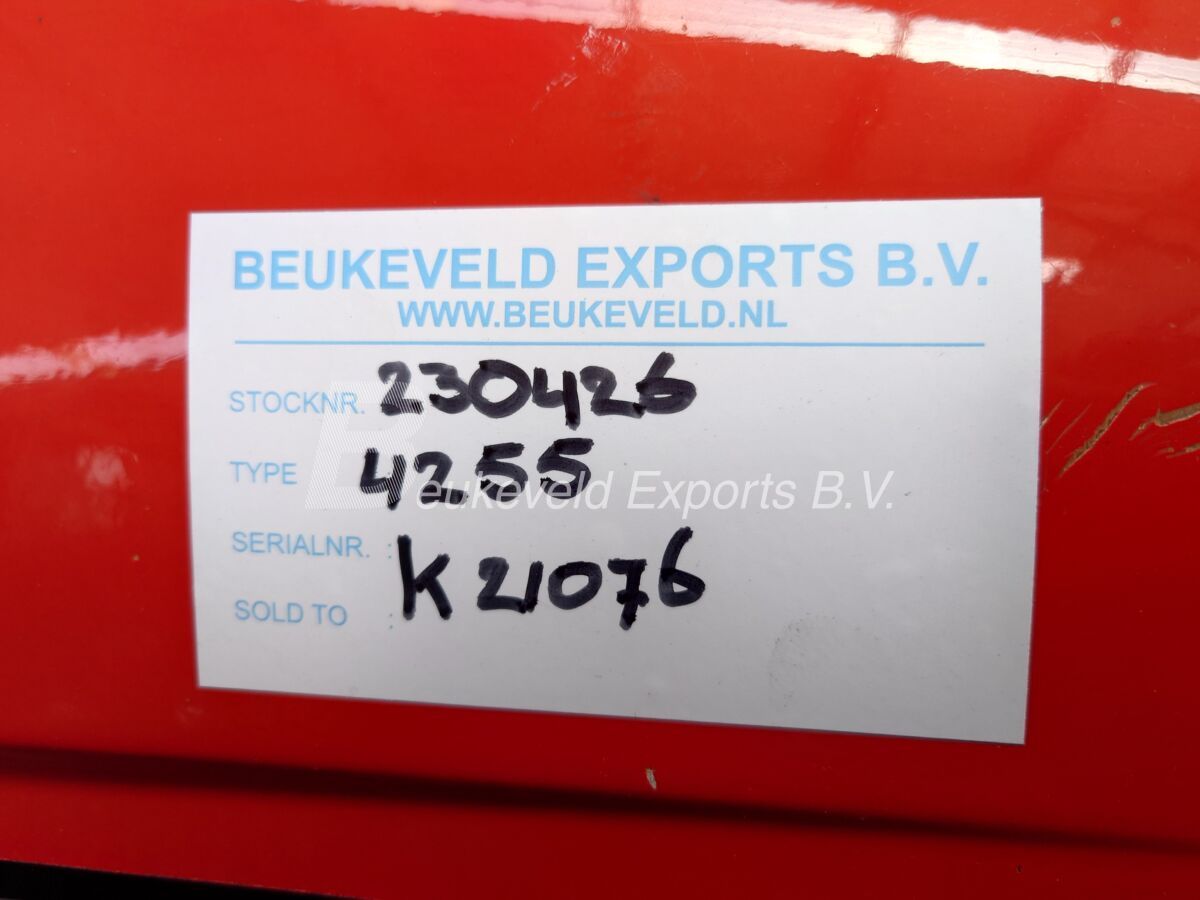 BEUKEVELD EXPORTS B.V.
WWW.BEUKEVELD.NL
STOCKNR. 230426
TYPE 4255
Beukeveld Exports B.V.
SERIALNR. : K21076
SOLD TO :